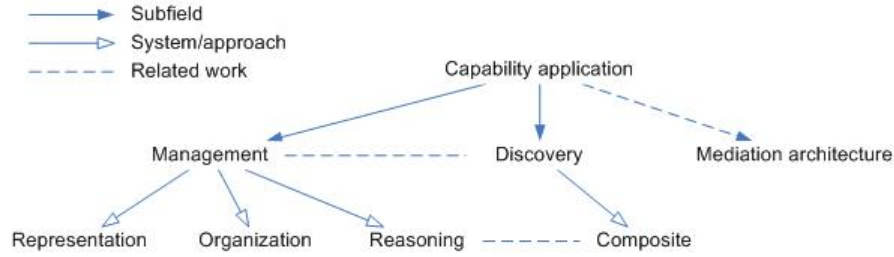 Subfield
System/approach
Related work
Capability application
Management
Discovery
Mediation architecture
Representation
Organization
Reasoning
Composite